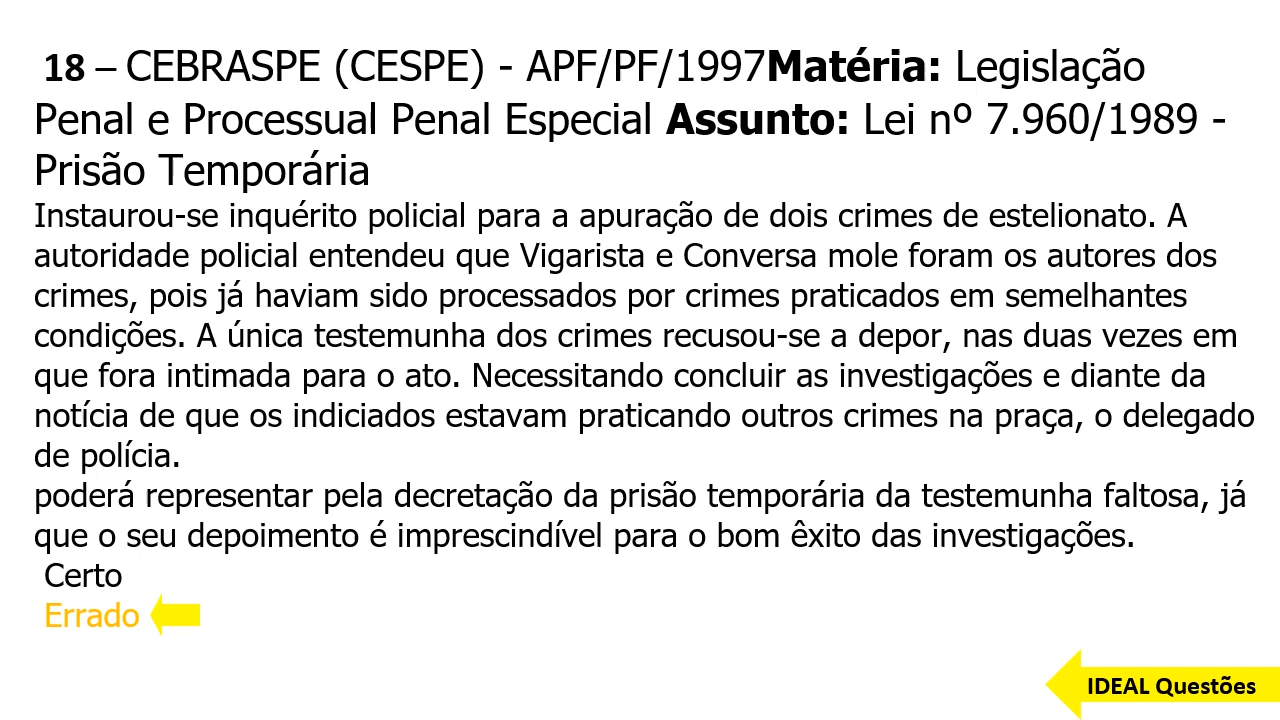 18 – CEBRASPE (CESPE) - APF/PF/1997Matéria: Legislação
Penal e Processual Penal Especial Assunto: Lei nº 7.960/1989 -
Prisão Temporária
Instaurou-se inquérito policial para a apuração de dois crimes de estelionato. A
autoridade policial entendeu que Vigarista e Conversa mole foram os autores dos
crimes, pois já haviam sido processados por crimes praticados em semelhantes
condições. A única testemunha dos crimes recusou-se a depor, nas duas vezes em
que fora intimada para o ato. Necessitando concluir as investigações e diante da
notícia de que os indiciados estavam praticando outros crimes na praça, o delegado
de polícia.
poderá representar pela decretação da prisão temporária da testemunha faltosa, já
que o seu depoimento é imprescindível para o bom êxito das investigações.
Certo
Errado
IDEAL Questões